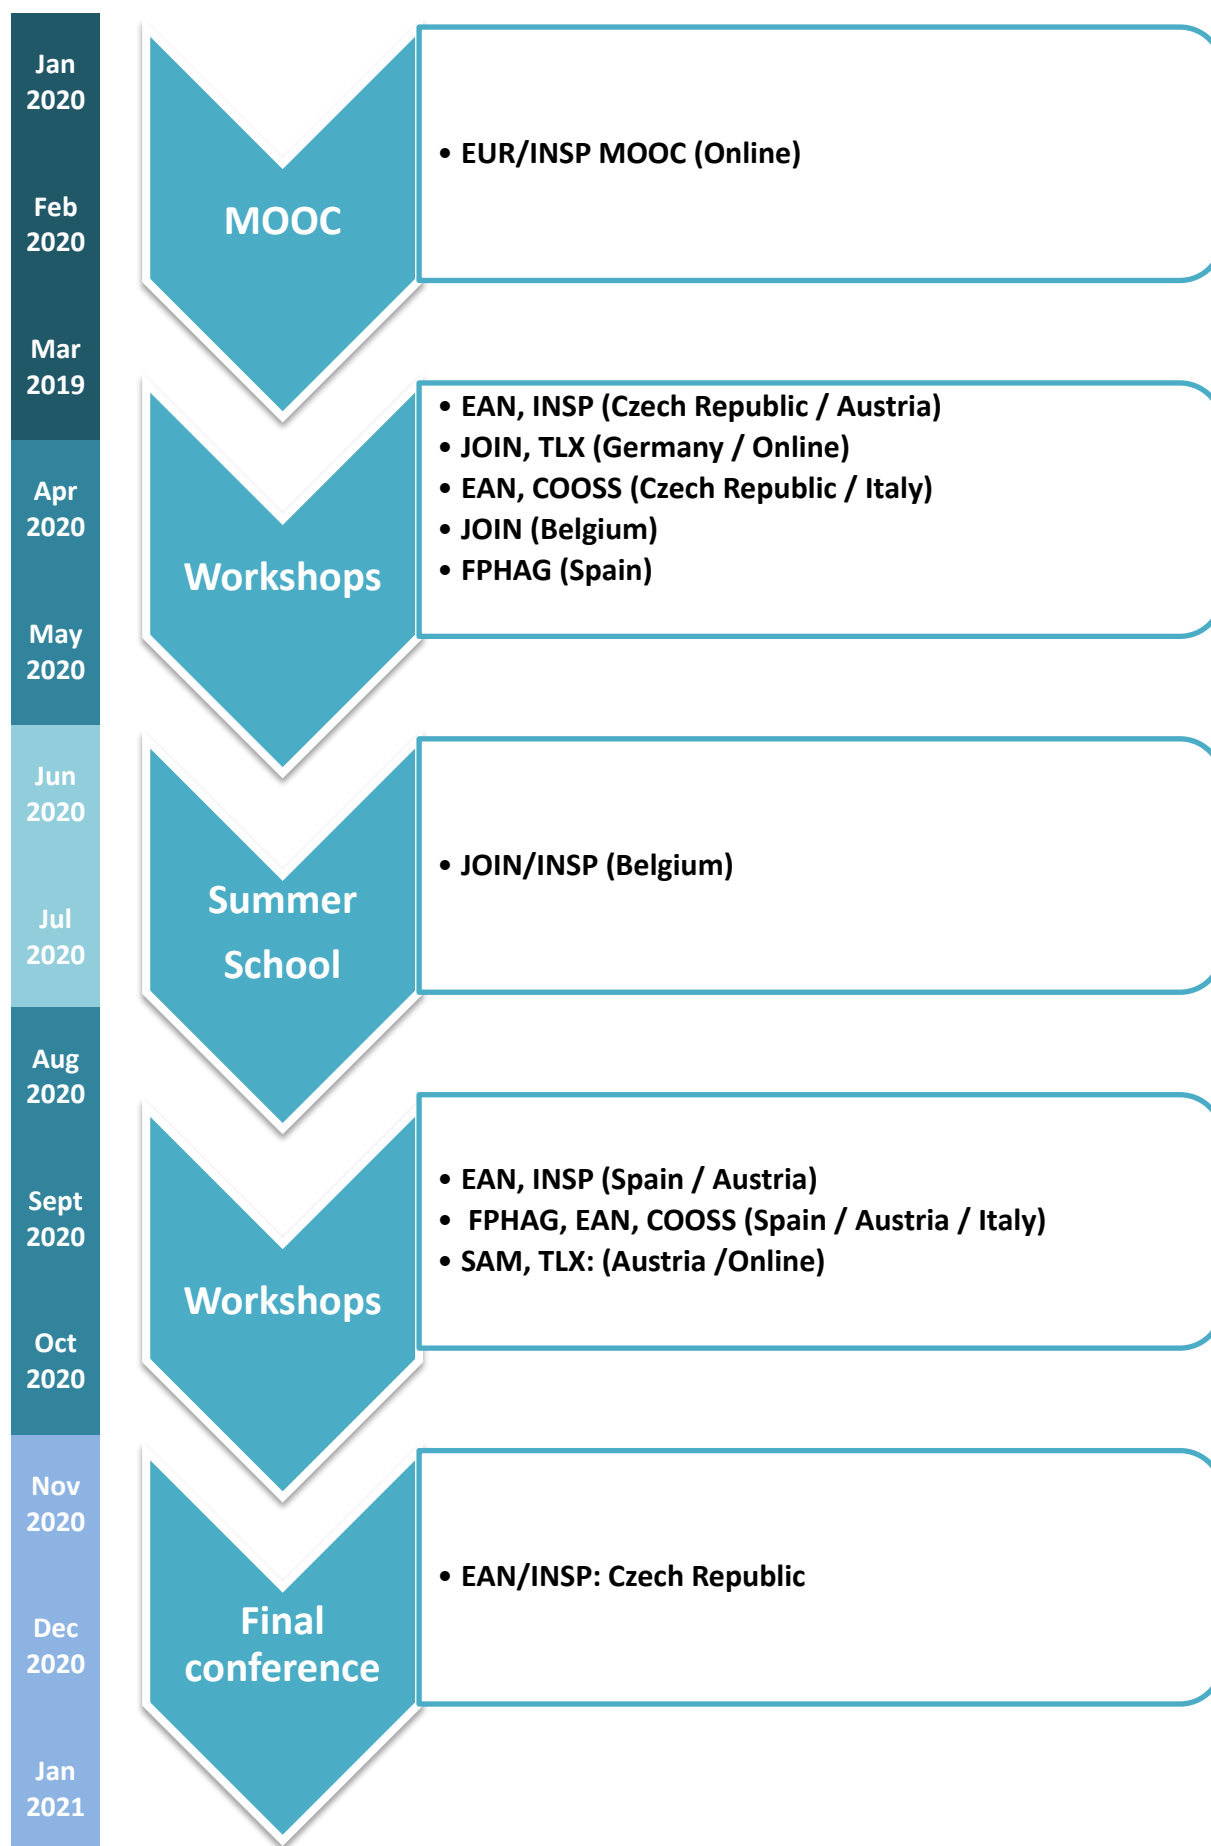 Jan
2020
Feb
2020
Mar
2019
Apr
2020
May
2020
Jun
2020
Jul
2020
Aug
2020
Sept
2020
Oct
2020
Nov
2020
Dec
2020
Jan
2021
MOOC
• EUR/INSP MOOC (Online)
Workshops
• EAN, INSP (Czech Republic / Austria)
• JOIN, TLX (Germany / Online)
• EAN, COOSS (Czech Republic / Italy)
• JOIN (Belgium)
• FPHAG (Spain)
Summer
School
• JOIN/INSP (Belgium)
Workshops
• EAN, INSP (Spain / Austria)
• FPHAG, EAN, COOSS (Spain / Austria / Italy)
• SAM, TLX: (Austria /Online)
Final
conference
• EAN/INSP: Czech Republic